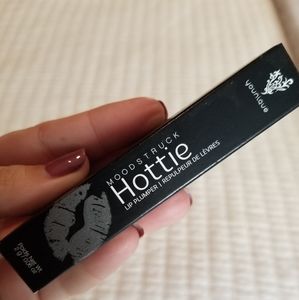 younique
MOODSTRUCK
Hottie
LIP PLUMPER | REPULPEUR DE LÈVRES